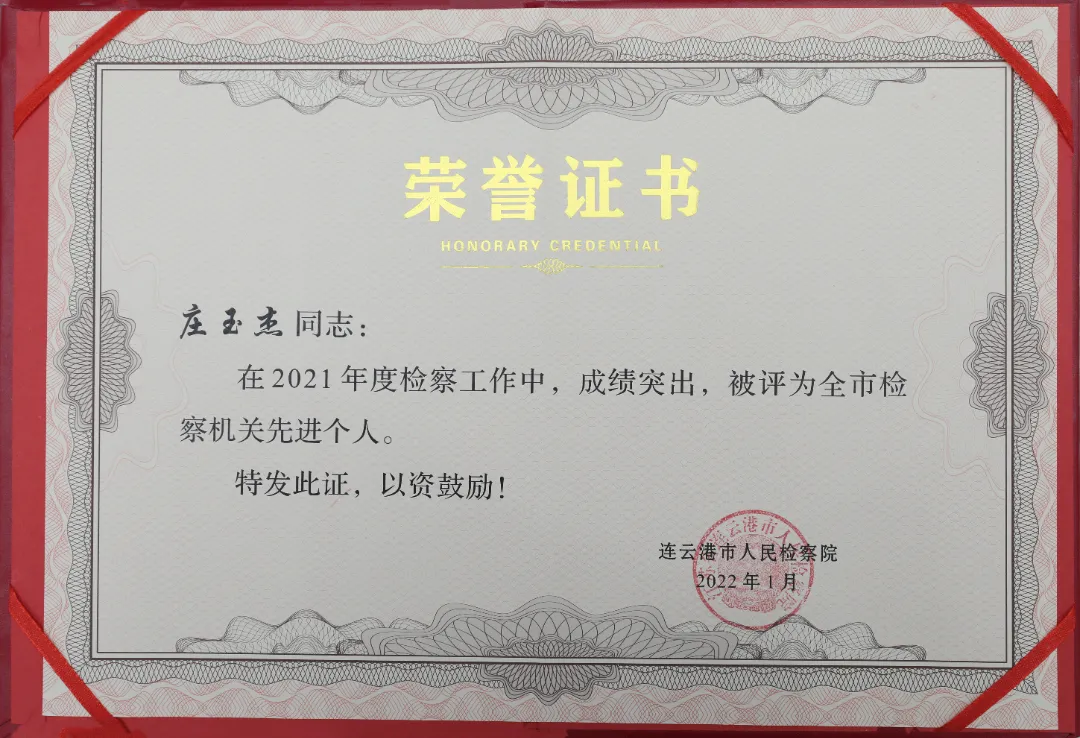 荣誉证书
HONORARY CREDENTIAL
庄玉杰同志：
在2021年度检察工作中，成绩突出，被评为全市检
察机关先进个人。
特发此证，以资鼓励！
连云港市人民检察院
2022年1月